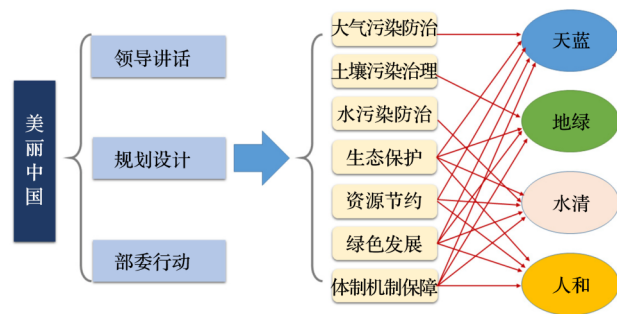 美丽中国
领导讲话
规划设计
部委行动
大气污染防治
土壤污染治理
水污染防治
生态保护
资源节约
绿色发展
体制机制保障
天蓝
地绿
水清
人和